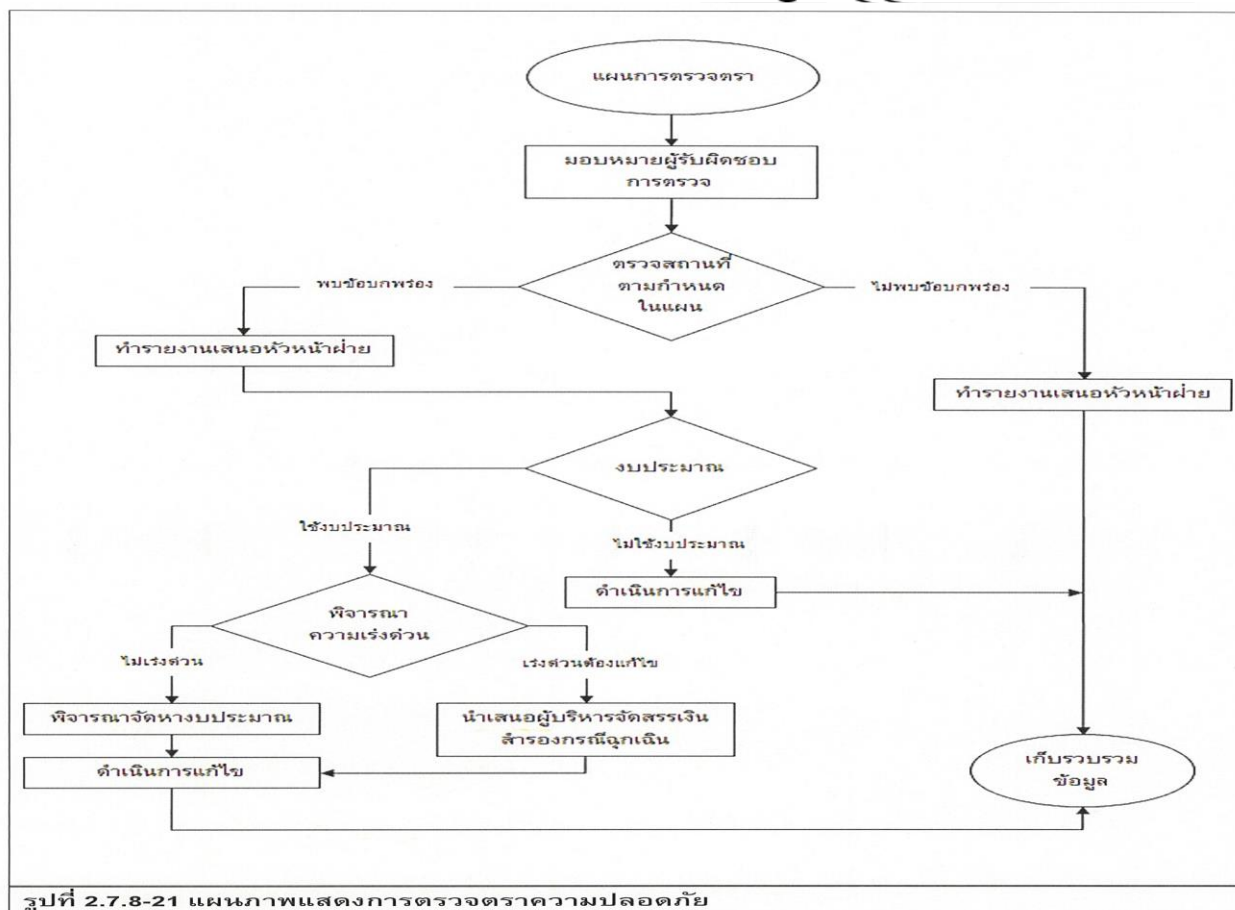 แผนการตรวจตรา
มอบหมายผู้รับผิดชอบ
การตรวจ
ตรวจสถานที่
ตามกำหนด
ในแผน
พบข้อบกพร่อง
ไม่พบข้อบกพร่อง
ทำรายงานเสนอหัวหน้าฝ่าย
ทำรายงานเสนอหัวหน้าฝ่าย
งบประมาณ
ใช้งบประมาณ
ไม่ใช้งบประมาณ
ดำเนินการแก้ไข
พิจารณา
ความเร่งด่วน
ไม่เร่งด่วน
เร่งด่วนต้องแก้ไข
พิจารณาจัดหางบประมาณ
นำเสนอผู้บริหารจัดสรรเงิน
สำรองกรณีฉุกเฉิน
ดำเนินการแก้ไข
เก็บรวบรวม
ข้อมูล
รูปที่ 2.7.8-21 แผนภาพแสดงการตรวจตราความปลอดภัย